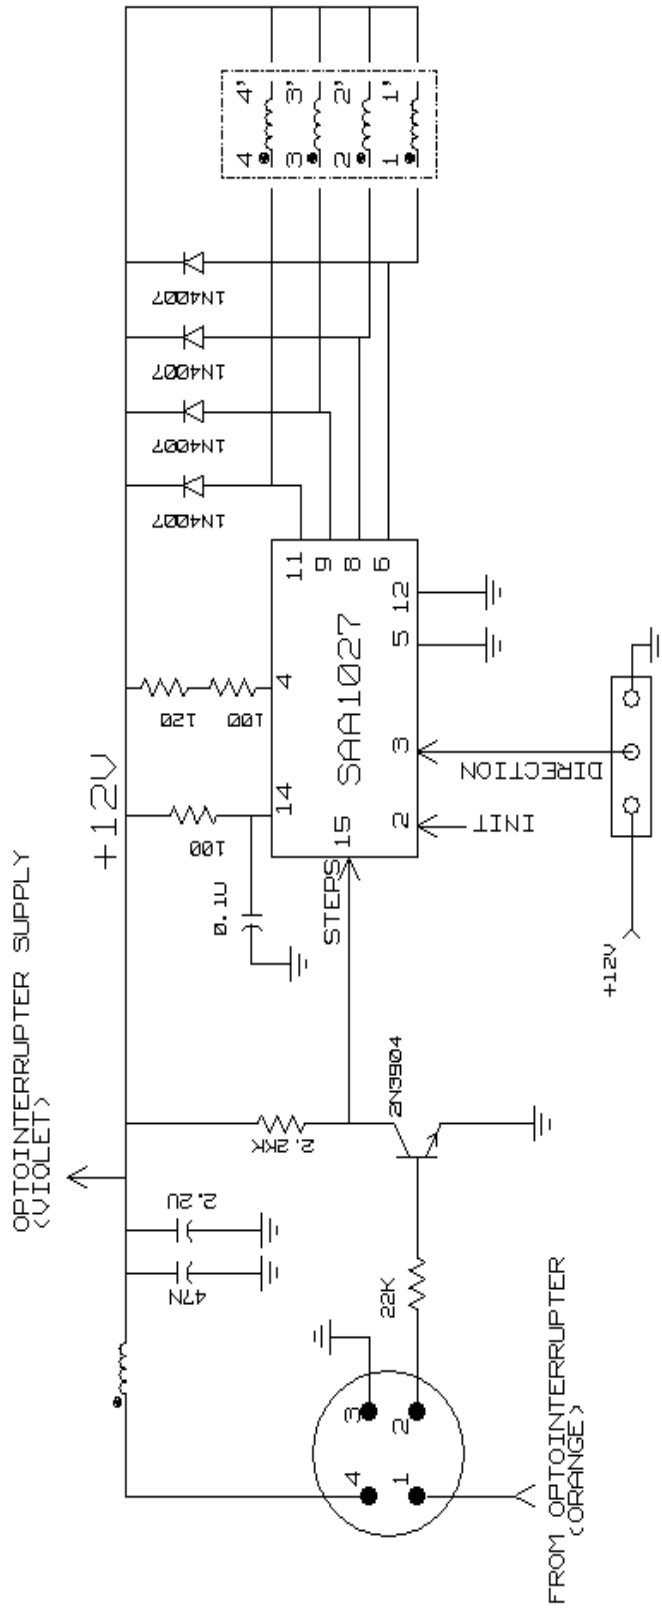 OPTOINTERRUPTER SUPPLY
<VIOLET>
+12V
1N4007
1N4007
1N4007
1N4007
4
4'
3
3'
2
2'
1
1'
47N
2.2U
2.2KK
100
120
100
0.1U
14
4
11
9
8
6
STEPS
15
SAA1027
2
3
5
12
INIT
DIRECTION
+12V
2N3904
22K
4
3
1
2
FROM OPTOINTERRUPTER
<ORANGE>